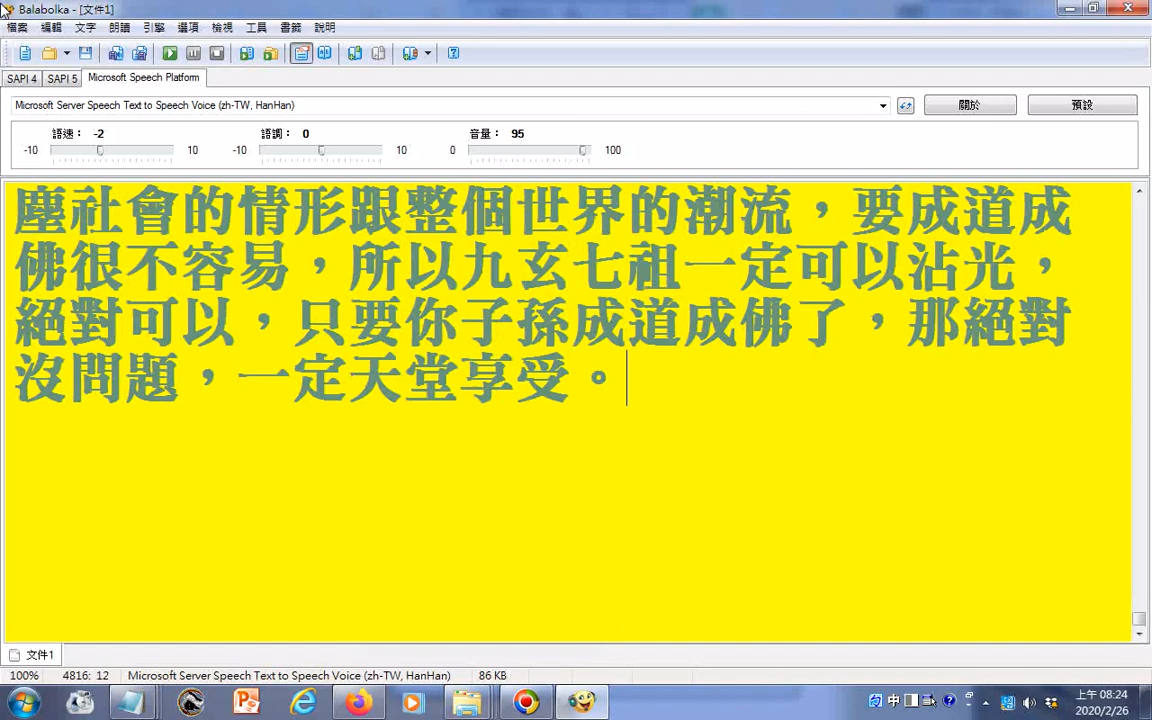 Balabolka - [文件1]
檔案 編輯 文字 朗讀 引擎 選項 檢視 工具 書籤 說明
SAPI 4 SAPI 5 Microsoft Speech Platform
Microsoft Server Speech Text to Speech Voice (zh-TW, HanHan) 關於 預設
語速： -2 語調： 0 音量： 95
-10 10 -10 10 0 100
塵社會的情形跟整個世界的潮流，要成道成
佛很不容易，所以九玄七祖一定可以沾光，
絕對可以，只要你子孫成道成佛了，那絕對
沒問題，一定天堂享受。
文件1
100% 4816: 12 Microsoft Server Speech Text to Speech Voice (zh-TW, HanHan) 86 KB
中 上午 08:24
2020/2/26